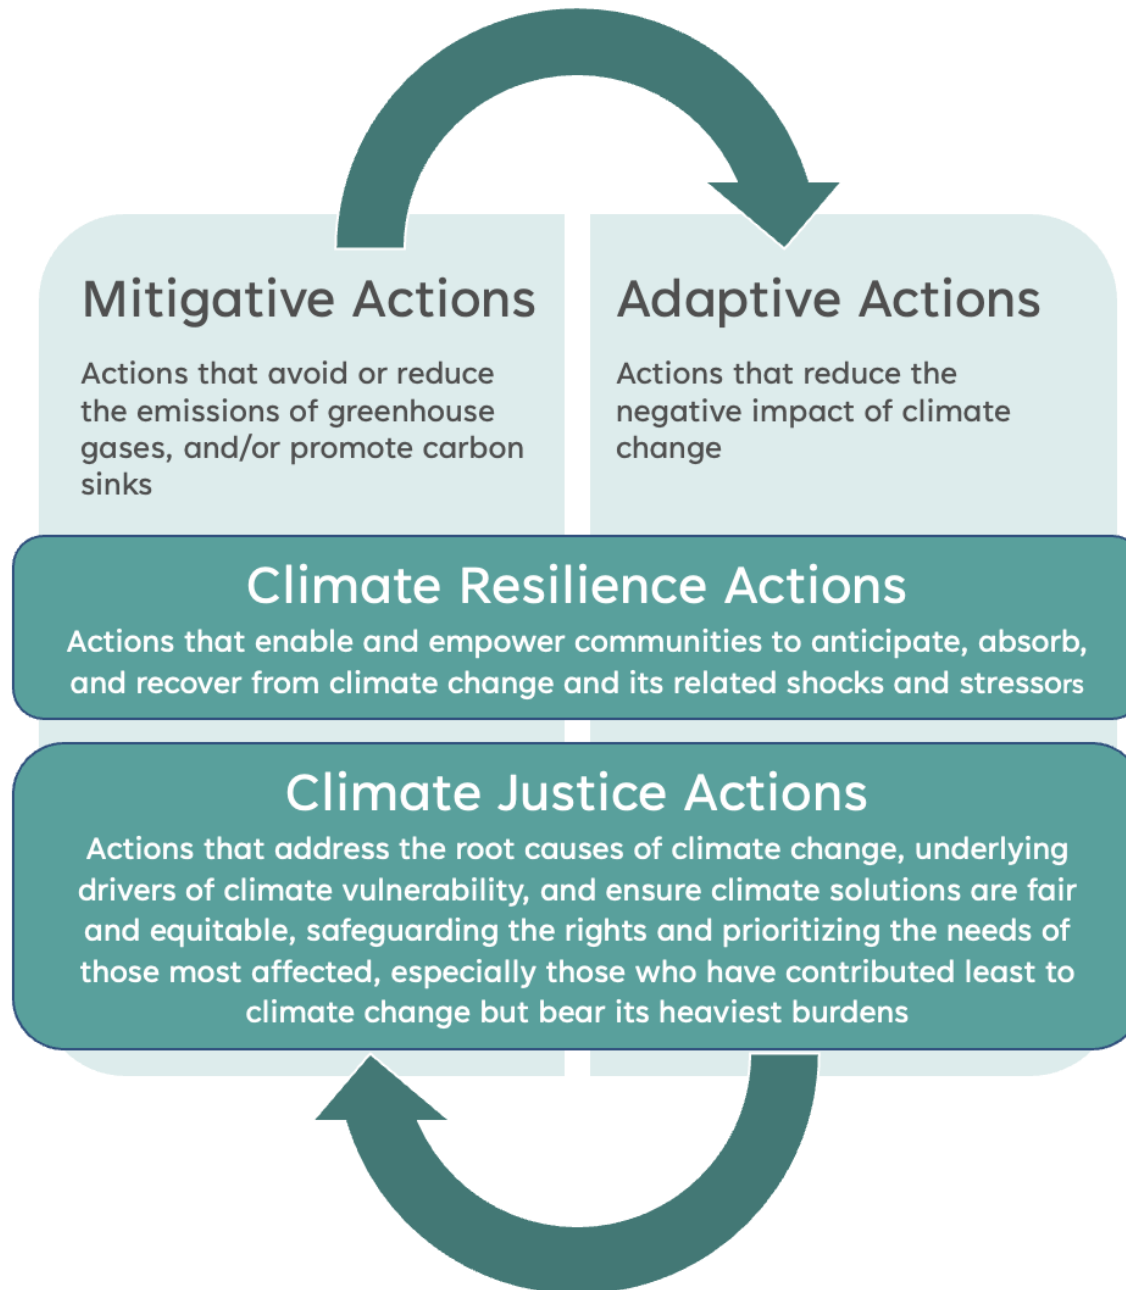 Mitigative Actions
Actions that avoid or reduce
the emissions of greenhouse
gases, and/or promote carbon
sinks
Adaptive Actions
Actions that reduce the
negative impact of climate
change
Climate Resilience Actions
Actions that enable and empower communities to anticipate, absorb,
and recover from climate change and its related shocks and stressors
Climate Justice Actions
Actions that address the root causes of climate change, underlying
drivers of climate vulnerability, and ensure climate solutions are fair
and equitable, safeguarding the rights and prioritizing the needs of
those most affected, especially those who have contributed least to
climate change but bear its heaviest burdens